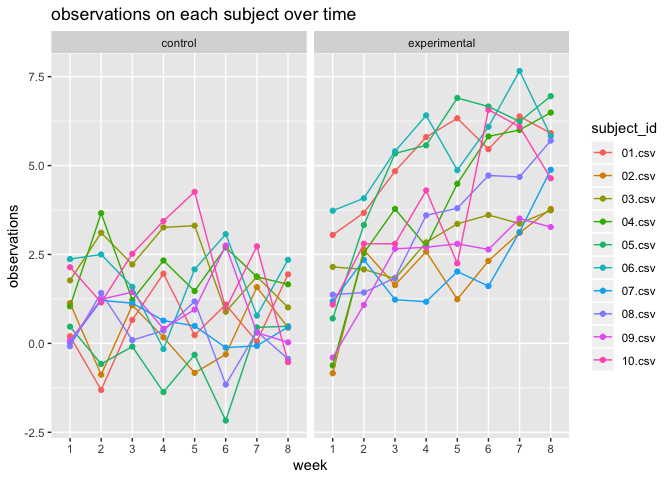 observations on each subject over time
control experimental
7.5
5.0
2.5
0.0
-2.5
observations
1 2 3 4 5 6 7 8 1 2 3 4 5 6 7 8
week
subject_id
01.csv
02.csv
03.csv
04.csv
05.csv
06.csv
07.csv
08.csv
09.csv
10.csv